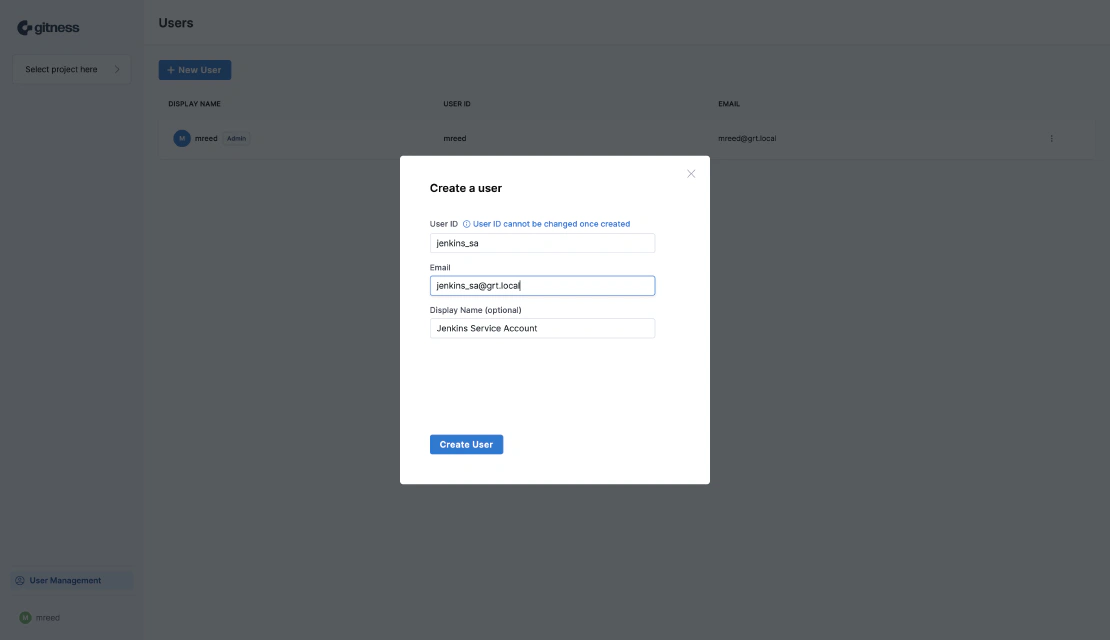 gitness
Users
Select project here
+ New User
DISPLAY NAME USER ID EMAIL
M mreed Admin mreed mreed@grt.local
Create a user
User ID User ID cannot be changed once created
jenkins_sa
Email
jenkins_sa@grt.local
Display Name (optional)
Jenkins Service Account
Create User
User Management
M mreed